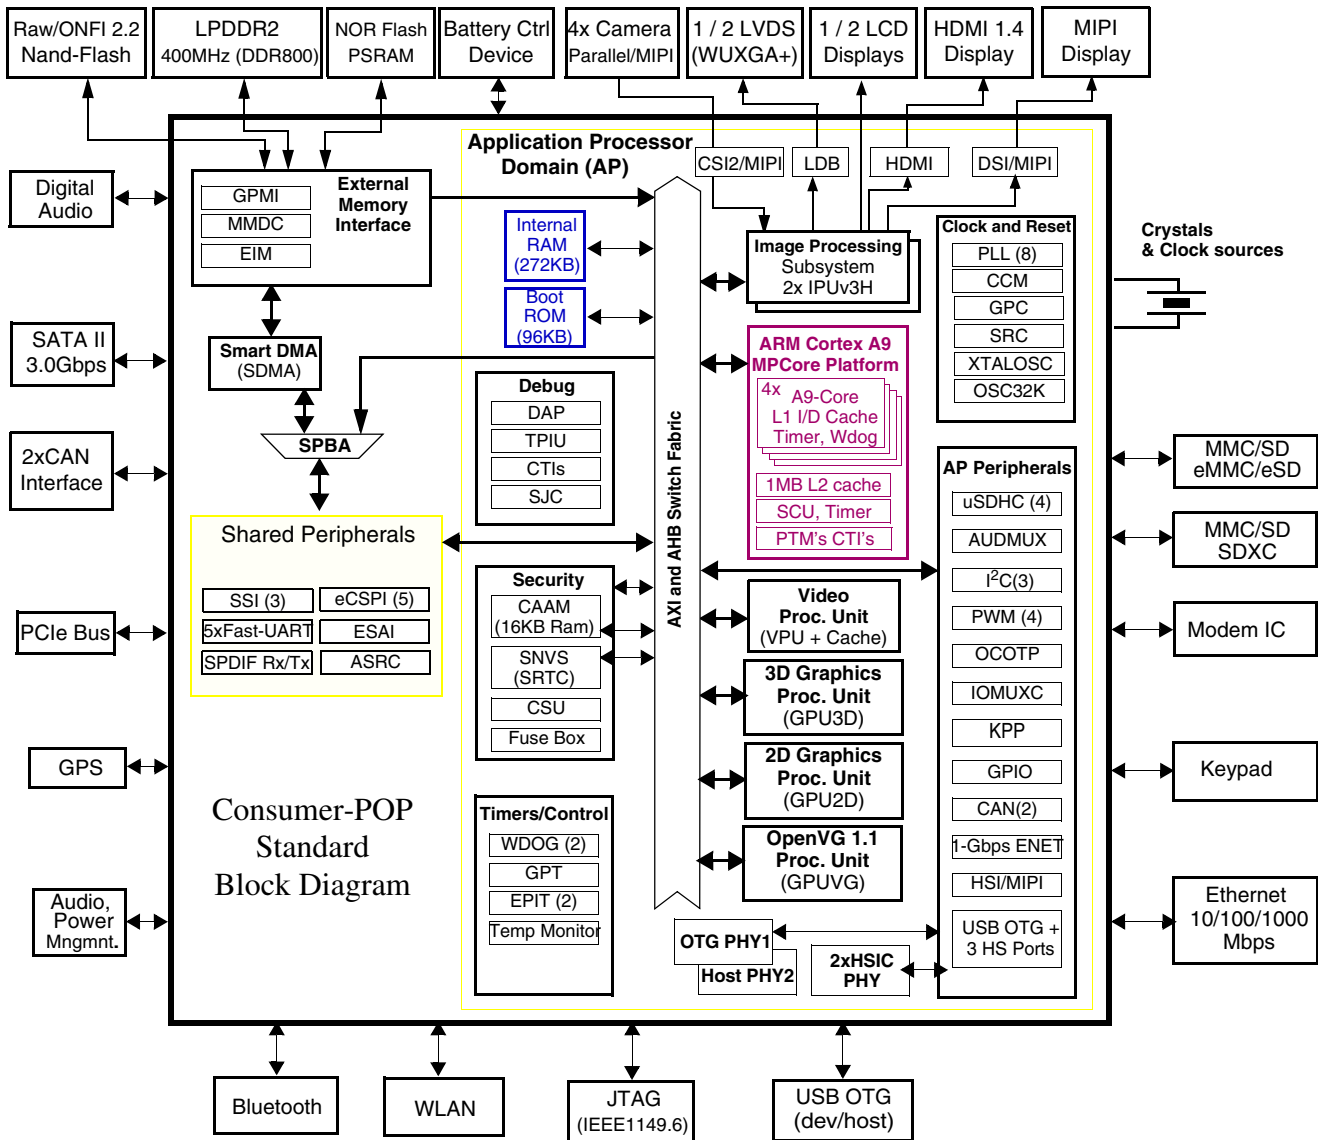 Raw/ONFI 2.2
Nand-Flash
LPDDR2
400MHz (DDR800)
NOR Flash
PSRAM
Battery Ctrl
Device
4x Camera
Parallel/MIPI
1 / 2 LVDS
(WUXGA+)
1 / 2 LCD
Displays
HDMI 1.4
Display
MIPI
Display
Application Processor
Domain (AP)
CSI2/MIPI
LDB
HDMI
DSI/MIPI
Digital
Audio
SATA II
3.0Gbps
2xCAN
Interface
PCIe Bus
GPS
Audio,
Power
Mngmnt.
External
Memory
Interface
GPMI
MMDC
EIM
Smart DMA
(SDMA)
SPBA
Shared Peripherals
SSI (3)
eCSPI (5)
5xFast-UART
ESAI
SPDIF Rx/Tx
ASRC
Consumer-POP
Standard
Block Diagram
Internal
RAM
(272KB)
Boot
ROM
(96KB)
Debug
DAP
TPIU
CTIs
SJC
Security
CAAM
(16KB Ram)
SNVS
(SRTC)
CSU
Fuse Box
Timers/Control
WDOG (2)
GPT
EPIT (2)
Temp Monitor
AXI and AHB Switch Fabric
Image Processing
Subsystem
2x IPUv3H
ARM Cortex A9
MPCore Platform
4x
A9-Core
L1 I/D Cache
Timer, Wdog
1MB L2 cache
SCU, Timer
PTM's CTI's
Video
Proc. Unit
(VPU + Cache)
3D Graphics
Proc. Unit
(GPU3D)
2D Graphics
Proc. Unit
(GPU2D)
OpenVG 1.1
Proc. Unit
(GPUVG)
OTG PHY1
Host PHY2
2xHSIC
PHY
Clock and Reset
PLL (8)
CCM
GPC
SRC
XTALOSC
OSC32K
AP Peripherals
uSDHC (4)
AUDMUX
I²C(3)
PWM (4)
OCOTP
IOMUXC
KPP
GPIO
CAN(2)
1-Gbps ENET
HSI/MIPI
USB OTG +
3 HS Ports
Crystals
& Clock sources
MMC/SD
eMMC/eSD
MMC/SD
SDXC
Modem IC
Keypad
Ethernet
10/100/1000
Mbps
Bluetooth
WLAN
JTAG
(IEEE1149.6)
USB OTG
(dev/host)